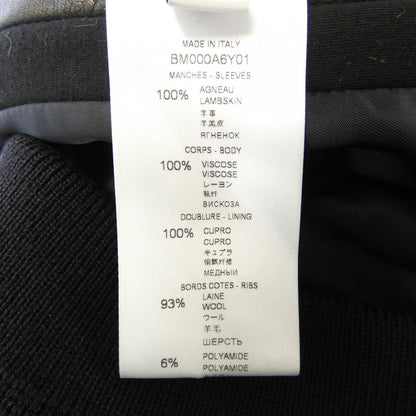 MADE IN ITALY
BM000A6Y01
MANCHES - SLEEVES
100% AGNEAU
LAMBSKIN
羊革
羊羔皮
ЯГНЕНОК
CORPS - BODY
100% VISCOSE
VISCOSE
レーヨン
粘纤
ВИСКОЗА
DOUBLURE - LINING
100% CUPRO
CUPRO
キュプラ
铜氨纤维
МЕДНЫЙ
BORDS COTES - RIBS
93% LAINE
WOOL
ウール
羊毛
ШЕРСТЬ
6% POLYAMIDE
POLYAMIDE